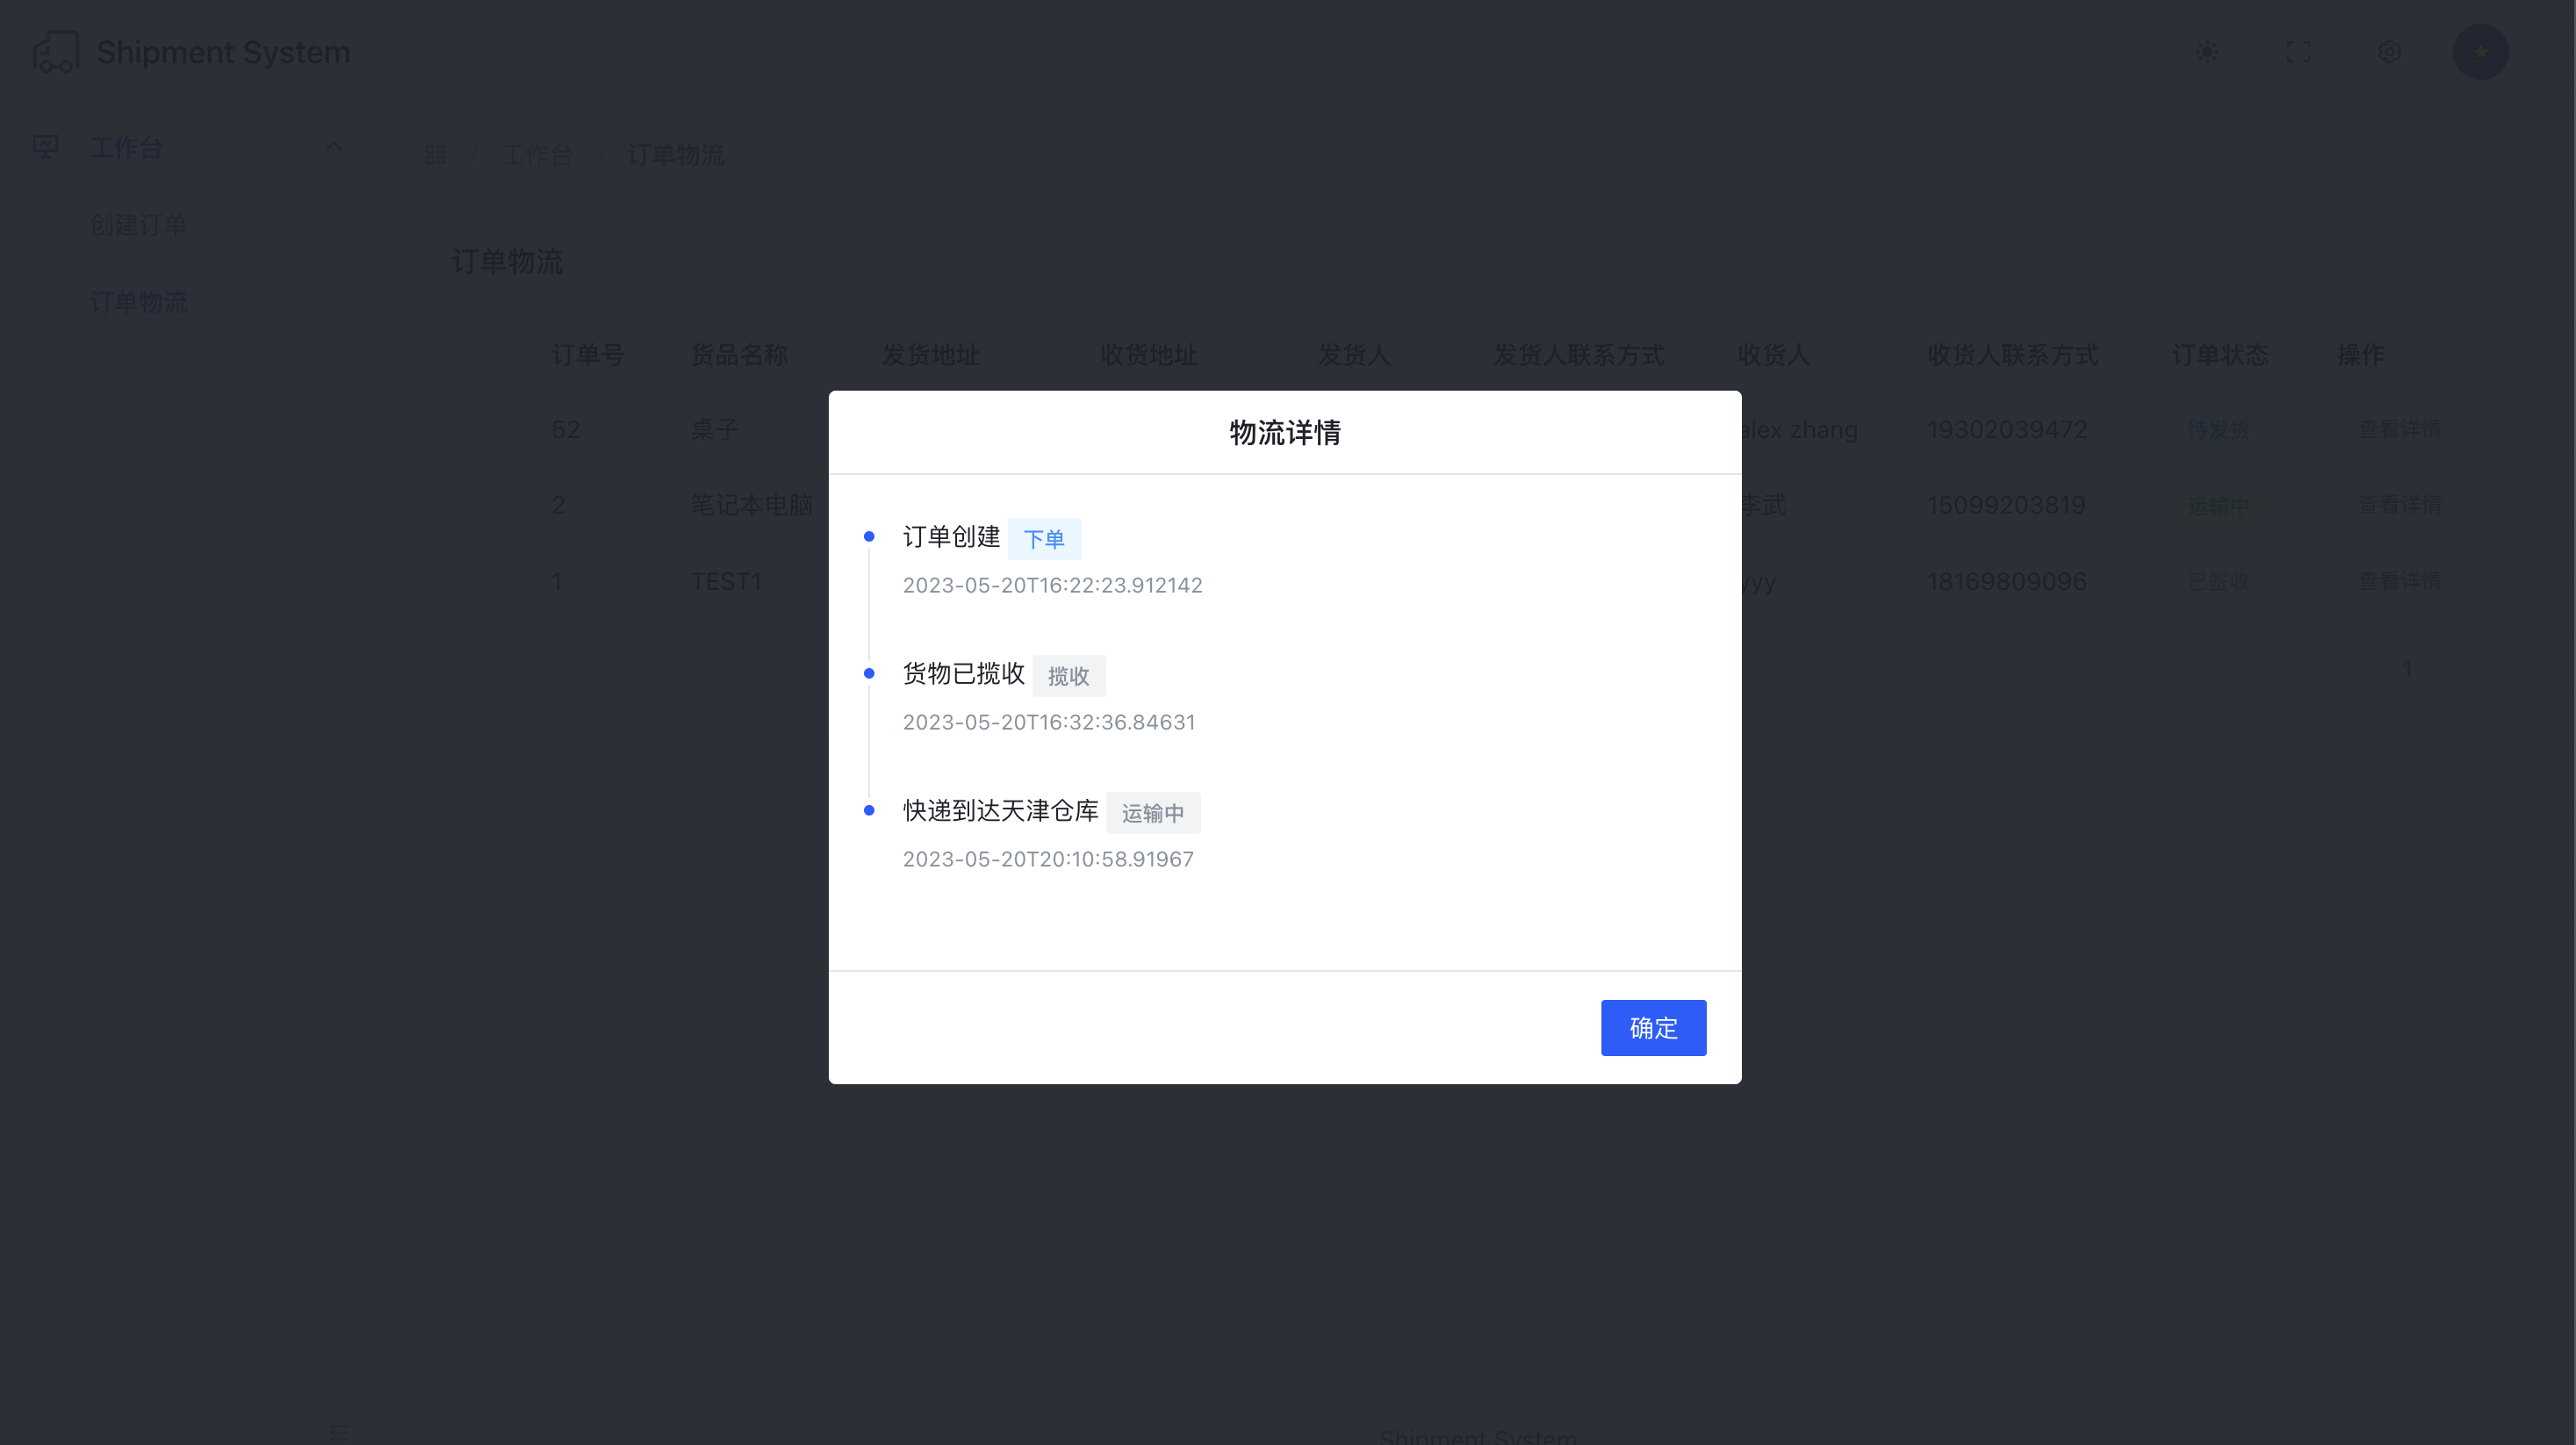 Shipment System
工作台
创建订单
订单物流
/ 工作台 / 订单物流
订单物流
订单号 货品名称 发货地址 收货地址 发货人 发货人联系方式 收货人 收货人联系方式 订单状态 操作
52 桌子 alex zhang 19302039472 待发货 查看详情
2 笔记本电脑 李武 15099203819 运输中 查看详情
1 TEST1 yyy 18169809096 已签收 查看详情
1
物流详情
订单创建 下单
2023-05-20T16:22:23.912142
货物已揽收 揽收
2023-05-20T16:32:36.84631
快递到达天津仓库 运输中
2023-05-20T20:10:58.91967
确定
Shipment System